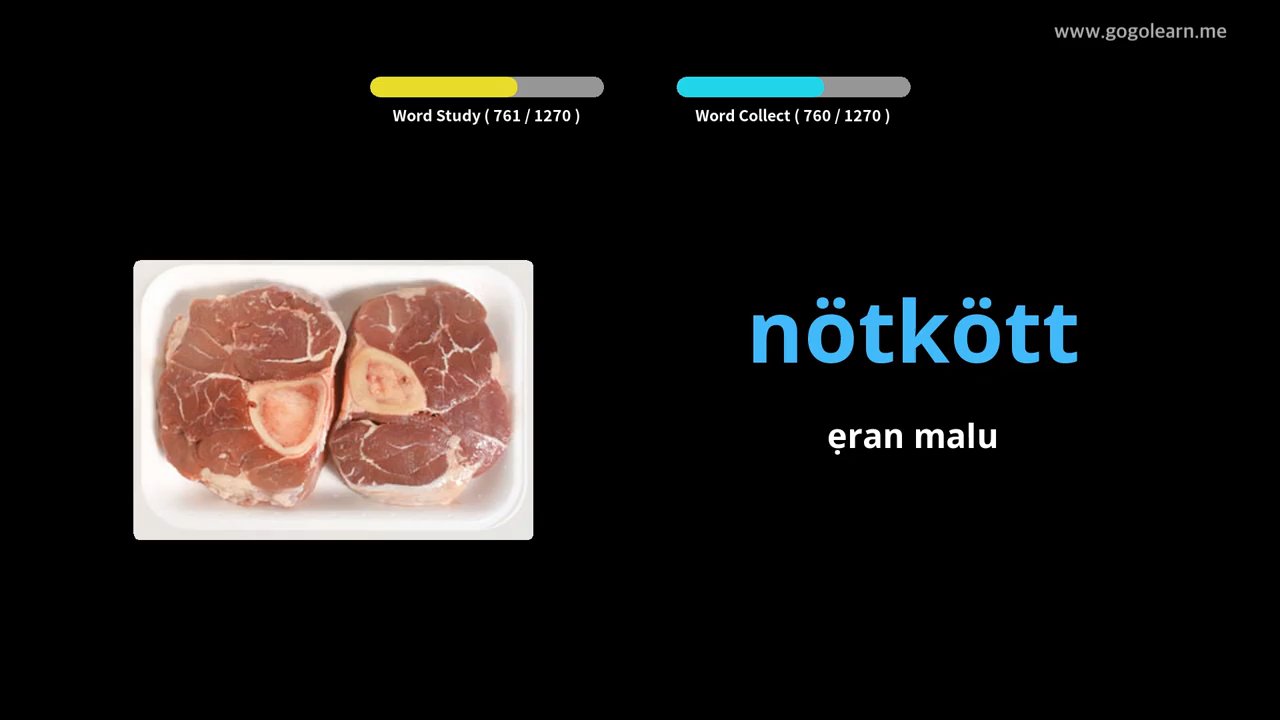 www.gogolearn.me
Word Study ( 761 / 1270 )
Word Collect ( 760 / 1270 )
nötkött
ẹran malu